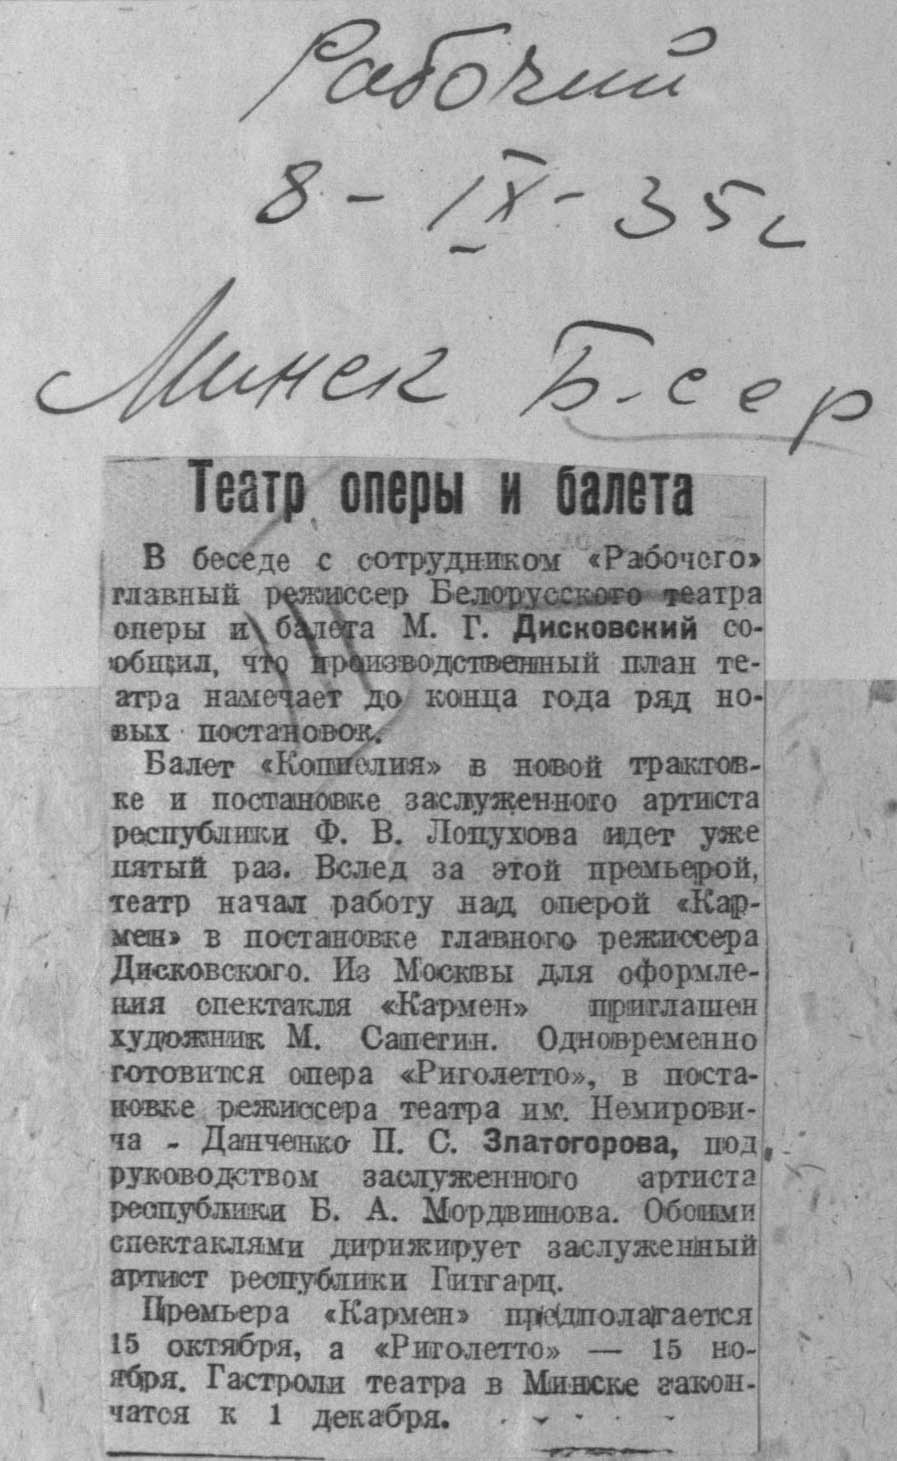 Рабочий
8-IX-35г
Минск Б.сер
Театр оперы и балета
В беседе с сотрудником «Рабочего»
главный режиссер Белорусского театра
оперы и балета М. Г. Дисковский со-
общил, что производственный план те-
атра намечает до конца года ряд но-
вых постановок.
Балет «Копиелия» в новой трактов-
ке и постановке заслуженного артиста
республики Ф. В. Лопухова идет уже
пятый раз. Вслед за этой премьерой,
театр начал работу над оперой «Кар-
мен» в постановке главного режиссера
Дисковского. Из Москвы для оформле-
ния спектакля «Кармен» приглашен
художник М. Сапегин. Одновременно
готовится опера «Риголетто», в поста-
новке режиссера театра им. Немирови-
ча - Данченко П. С. Златогорова, под
руководством заслуженного артиста
республики Б. А. Мордвинова. Обоими
спектаклями дирижирует заслуженный
артист республики Гитгарц.
Премьера «Кармен» предполагается
15 октября, а «Риголетто» — 15 но-
ября. Гастроли театра в Минске закон-
чатся к 1 декабря.